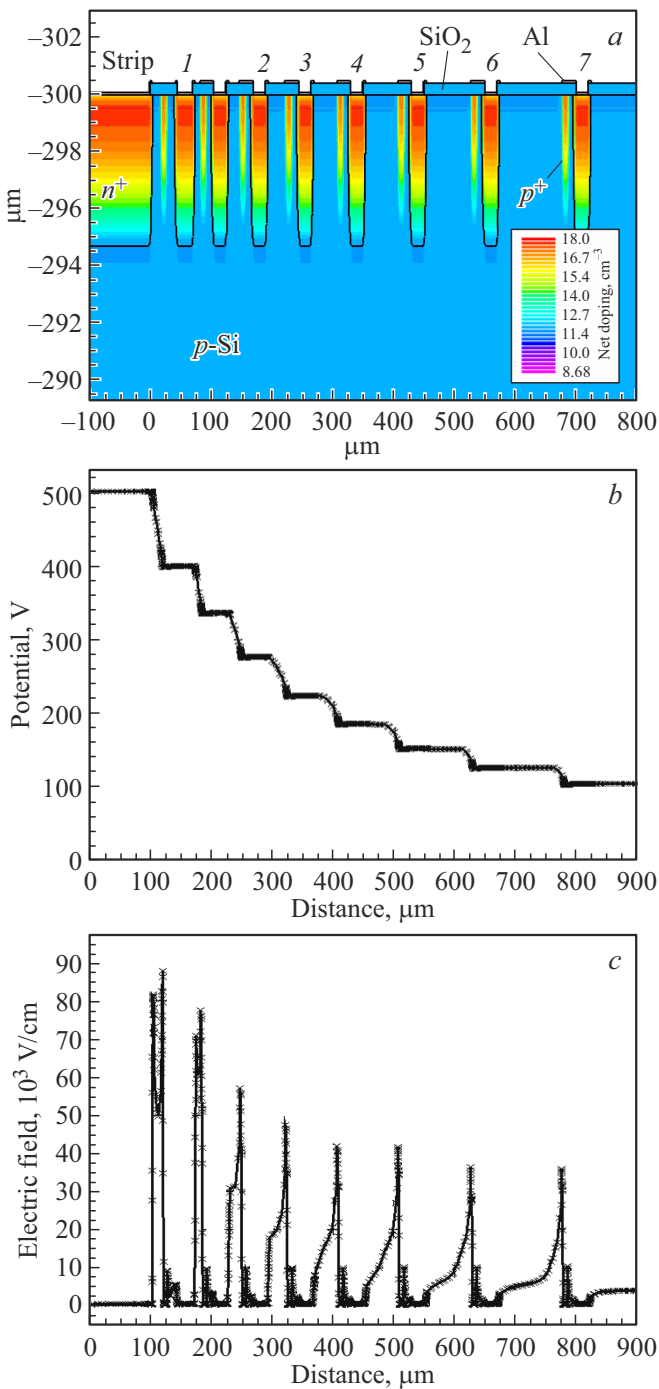 −302
SiO₂
Al
a
Strip
1
2
3
4
5
6
7
−300
−298
n⁺
p⁺
−296
μm
−294
18.0
16.7
15.4
14.0
12.7
11.4
10.0
8.68
Net doping, cm⁻³
−292
p-Si
−290
−100 0 100 200 300 400 500 600 700 800
μm
b
500
400
300
200
100
0
Potential, V
0 100 200 300 400 500 600 700 800 900
Distance, μm
c
90
80
70
60
50
40
30
20
10
0
Electric field, 10³ V/cm
0 100 200 300 400 500 600 700 800 900
Distance, μm